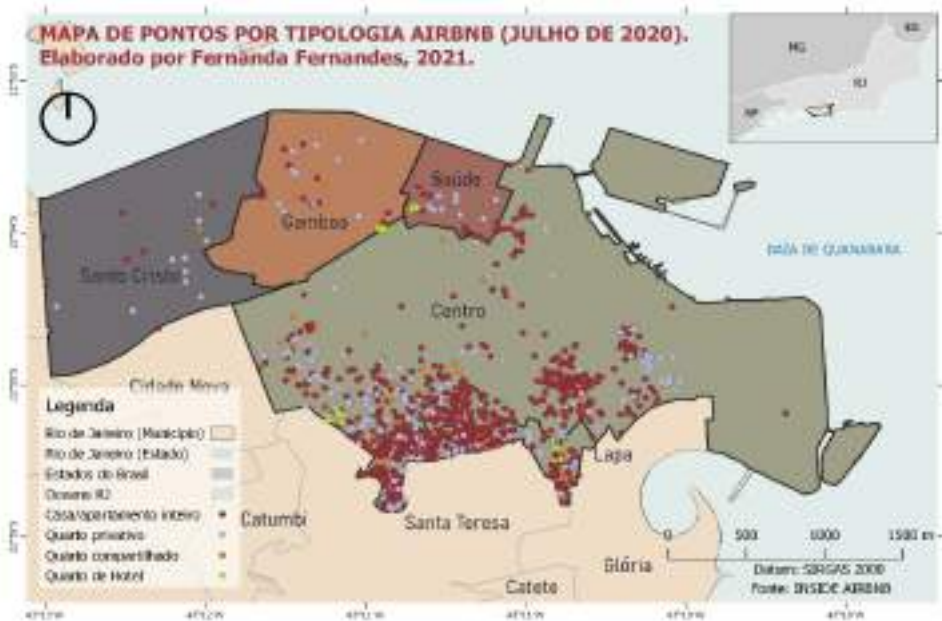 MAPA DE PONTOS POR TIPOLOGIA AIRBNB (JULHO DE 2020).
Elaborado por Fernanda Fernandes, 2021.
MG
RJ
Saúde
Gamboa
BAÍA DE GUANABARA
Santo Cristo
Centro
Cidade Nova
Legenda
Rio de Janeiro (Município)
Rio de Janeiro (Estado)
Estados do Brasil
Oceano RJ
Casa/apartamento inteiro
Quarto privativo
Quarto compartilhado
Quarto de Hotel
Lapa
Catumbi
Santa Teresa
Glória
Catete
0 500 1000 1500 m
Datum: SIRGAS 2000
Fonte: INSIDE AIRBNB